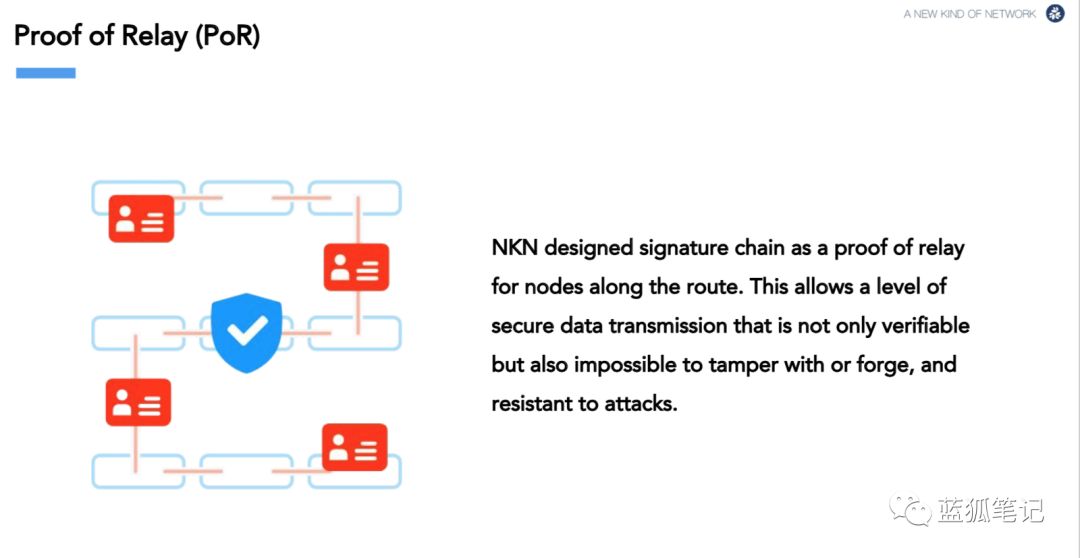 A NEW KIND OF NETWORK
Proof of Relay (PoR)
NKN designed signature chain as a proof of relay
for nodes along the route. This allows a level of
secure data transmission that is not only verifiable
but also impossible to tamper with or forge, and
resistant to attacks.
蓝狐笔记